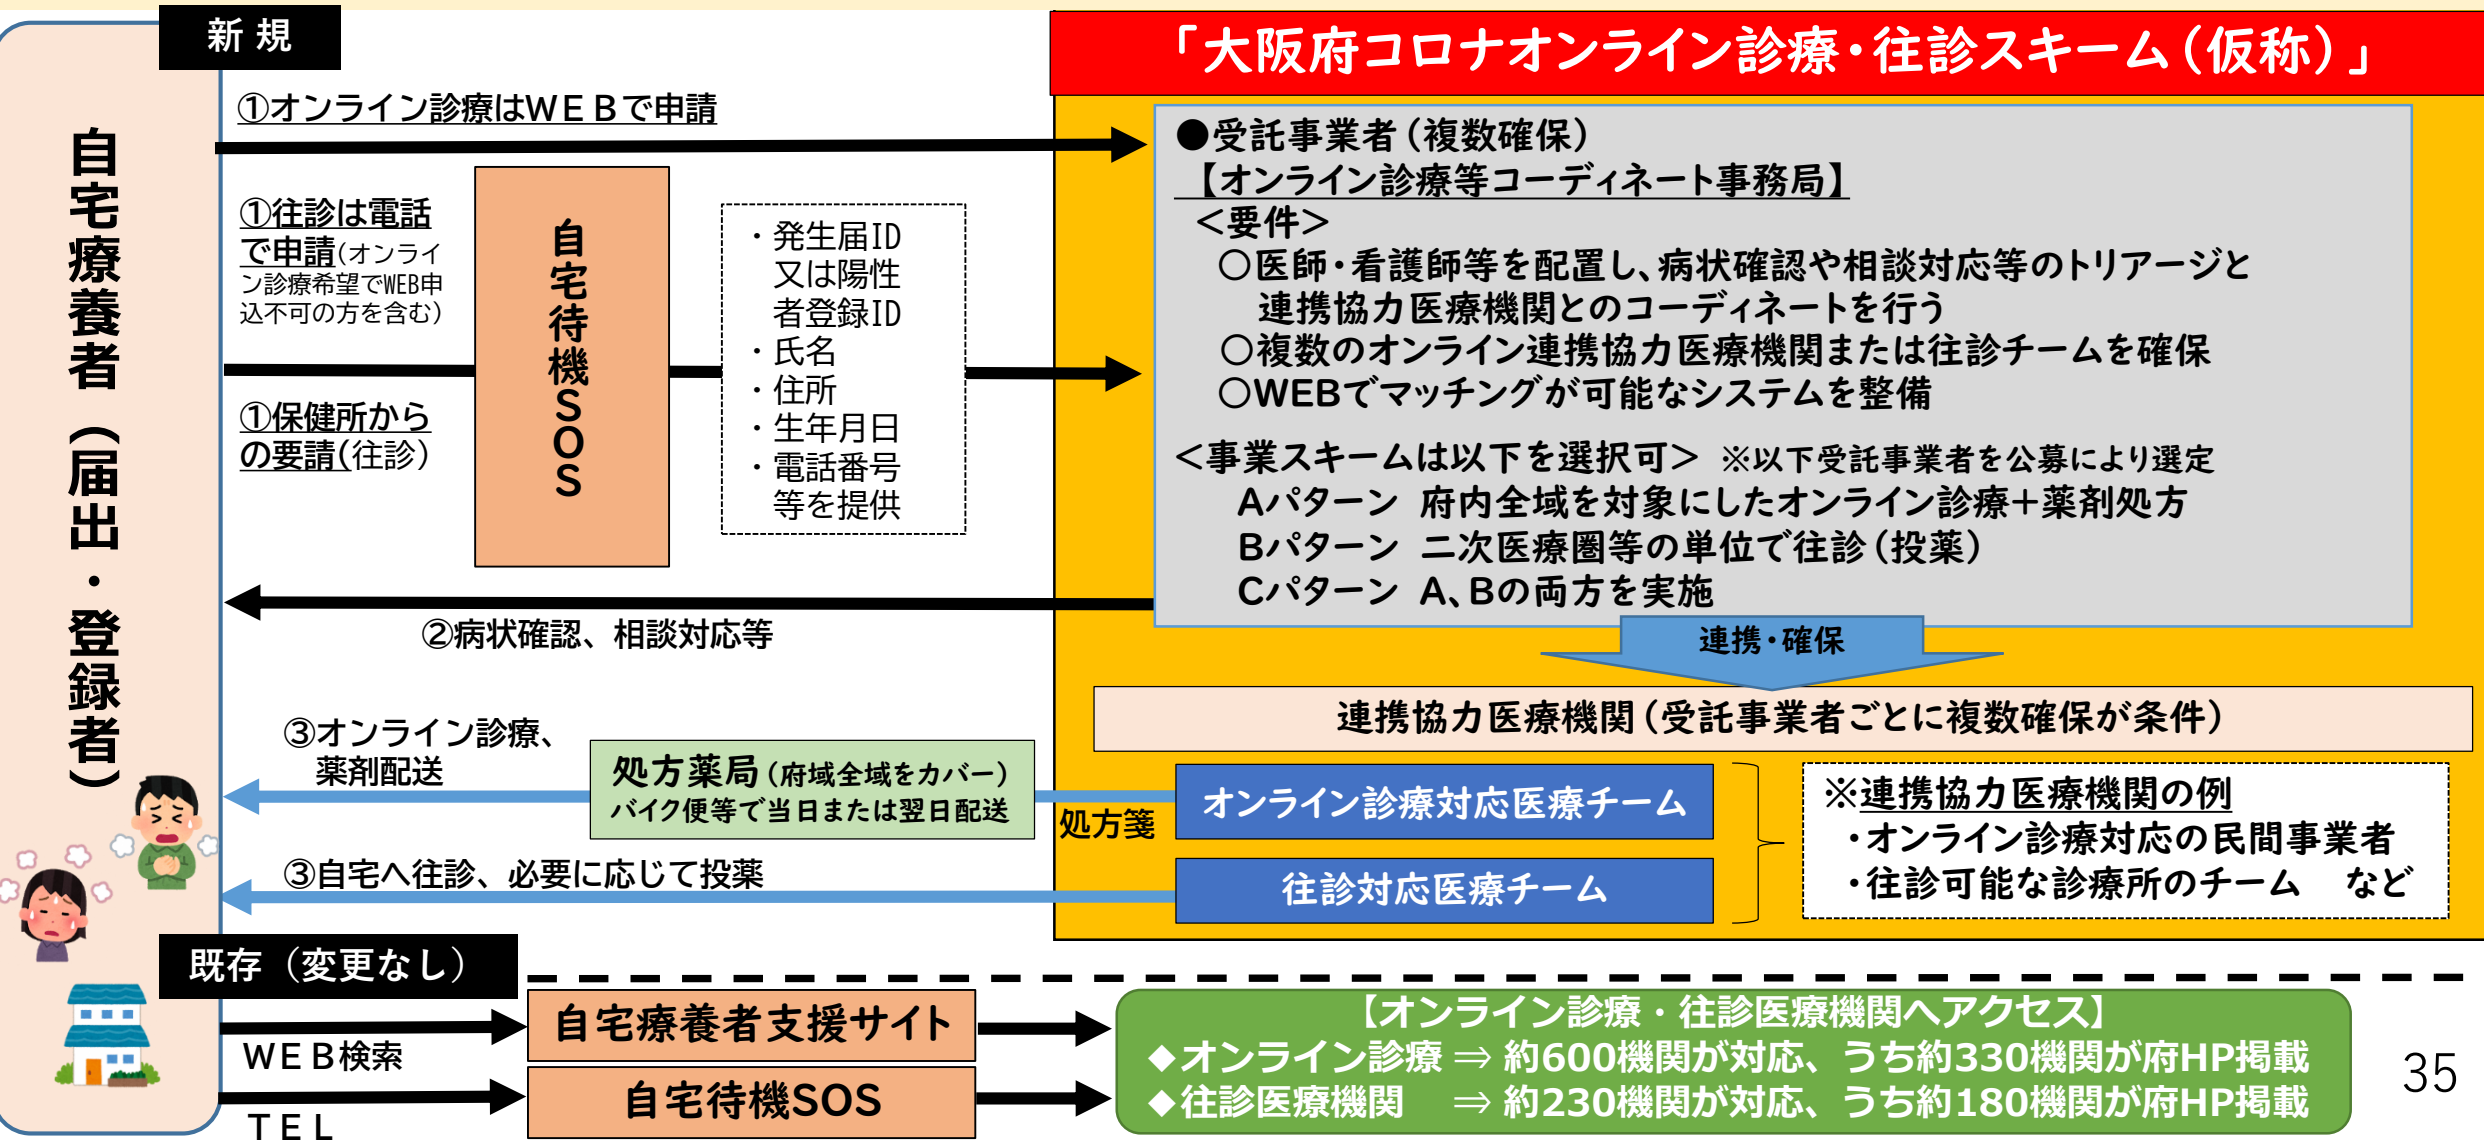 新 規
「大阪府コロナオンライン診療・往診スキーム（仮称）」
自宅療養者（届出・登録者）
①オンライン診療はＷＥＢで申請
①往診は電話
で申請(オンライ
ン診療希望でWEB申
込不可の方を含む)
①保健所から
の要請(往診)
自宅待機SOS
・発生届ID
又は陽性
者登録ID
・氏名
・住所
・生年月日
・電話番号
等を提供
●受託事業者（複数確保）
【オンライン診療等コーディネート事務局】
＜要件＞
〇医師・看護師等を配置し、病状確認や相談対応等のトリアージと
連携協力医療機関とのコーディネートを行う
〇複数のオンライン連携協力医療機関または往診チームを確保
〇WEBでマッチングが可能なシステムを整備
＜事業スキームは以下を選択可＞ ※以下受託事業者を公募により選定
Aパターン 府内全域を対象にしたオンライン診療＋薬剤処方
Bパターン 二次医療圏等の単位で往診（投薬）
Cパターン A、Bの両方を実施
②病状確認、相談対応等
連携・確保
連携協力医療機関（受託事業者ごとに複数確保が条件）
③オンライン診療、
薬剤配送
処方薬局（府域全域をカバー）
バイク便等で当日または翌日配送
処方箋
オンライン診療対応医療チーム
③自宅へ往診、必要に応じて投薬
往診対応医療チーム
※連携協力医療機関の例
・オンライン診療対応の民間事業者
・往診可能な診療所のチーム など
既存（変更なし）
ＷＥＢ検索
自宅療養者支援サイト
ＴＥＬ
自宅待機SOS
【オンライン診療・往診医療機関へアクセス】
◆オンライン診療 ⇒ 約600機関が対応、うち約330機関が府HP掲載
◆往診医療機関 ⇒ 約230機関が対応、うち約180機関が府HP掲載
35